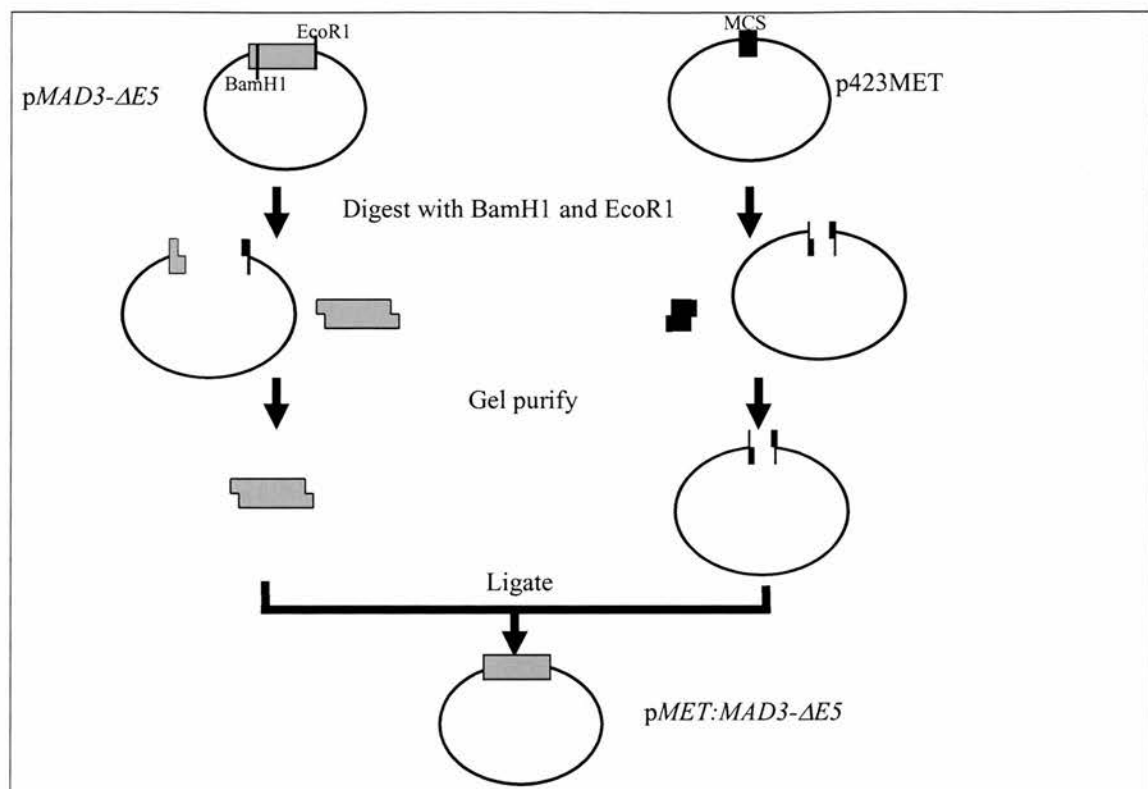 MCS
EcoR1
BamH1
pMAD3-ΔE5
p423MET
Digest with BamH1 and EcoR1
Gel purify
Ligate
pMET:MAD3-ΔE5